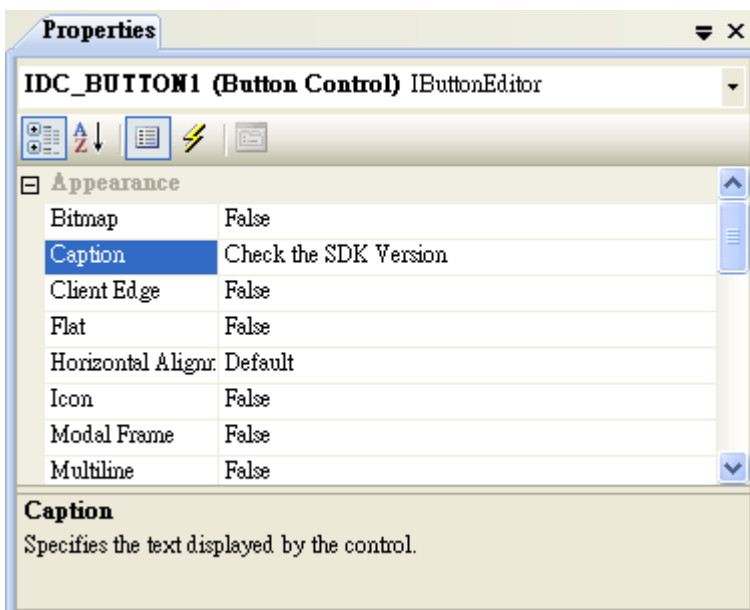 Properties
IDC_BUTTON1 (Button Control) IButtonEditor
Appearance
Bitmap False
Caption Check the SDK Version
Client Edge False
Flat False
Horizontal Alignr Default
Icon False
Modal Frame False
Multiline False
Caption
Specifies the text displayed by the control.